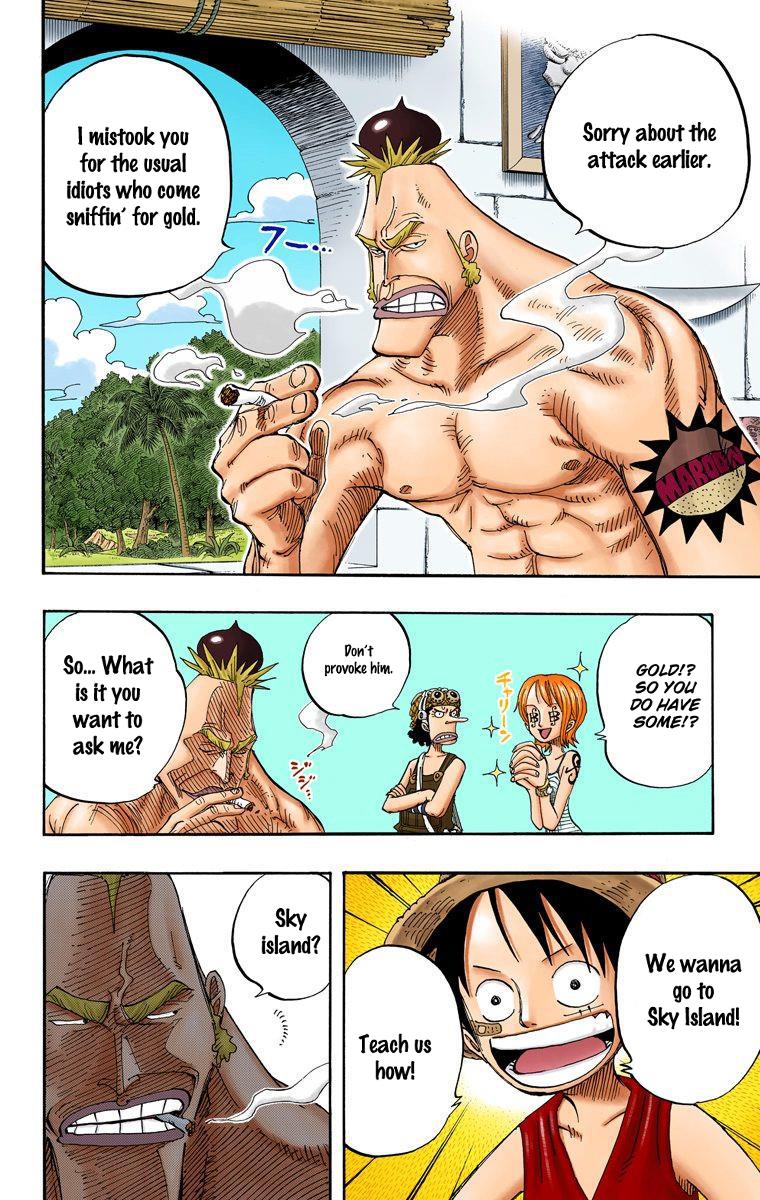 Sorry about the
attack earlier.
I mistook you
for the usual
idiots who come
sniffin' for gold.
フー…
MARON
GOLD!?
SO YOU
DO HAVE
SOME!?
チャリーン
Don't
provoke him.
So... What
is it you
want to
ask me?
ジジ
We wanna
go to
Sky Island!
Teach us
how!
Sky
island?